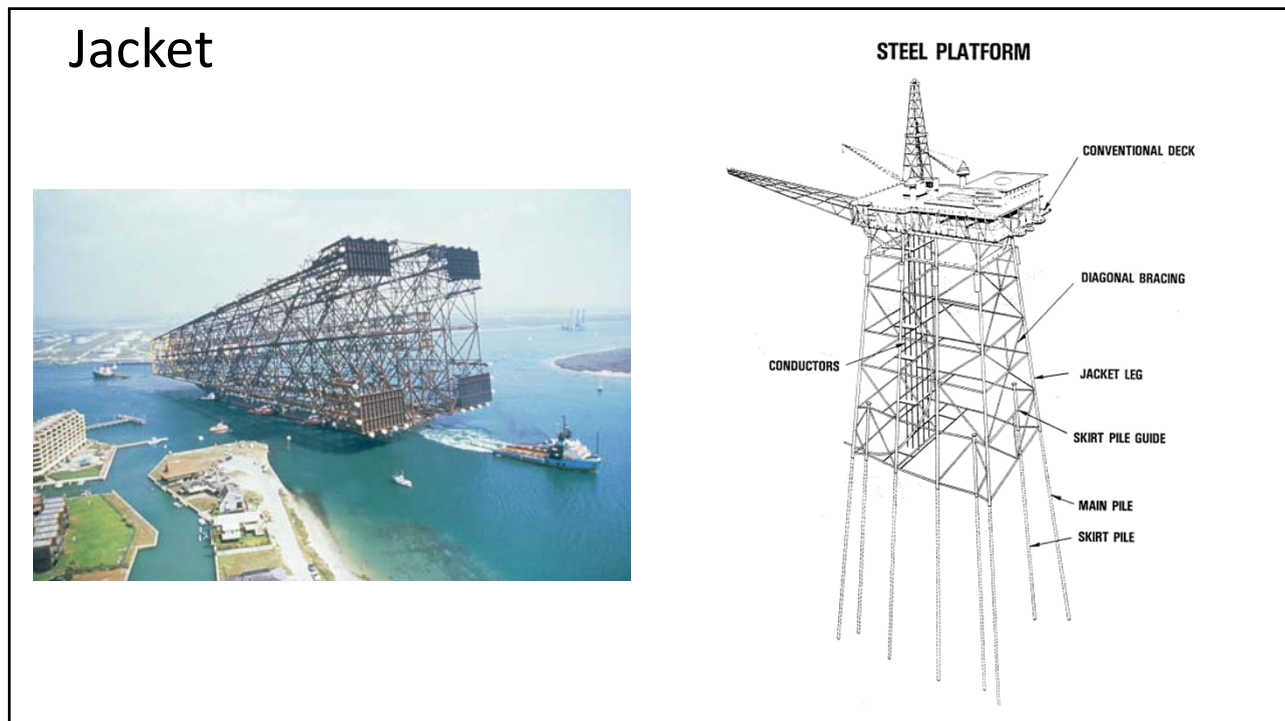 Jacket
STEEL PLATFORM
CONVENTIONAL DECK
DIAGONAL BRACING
CONDUCTORS
JACKET LEG
SKIRT PILE GUIDE
MAIN PILE
SKIRT PILE